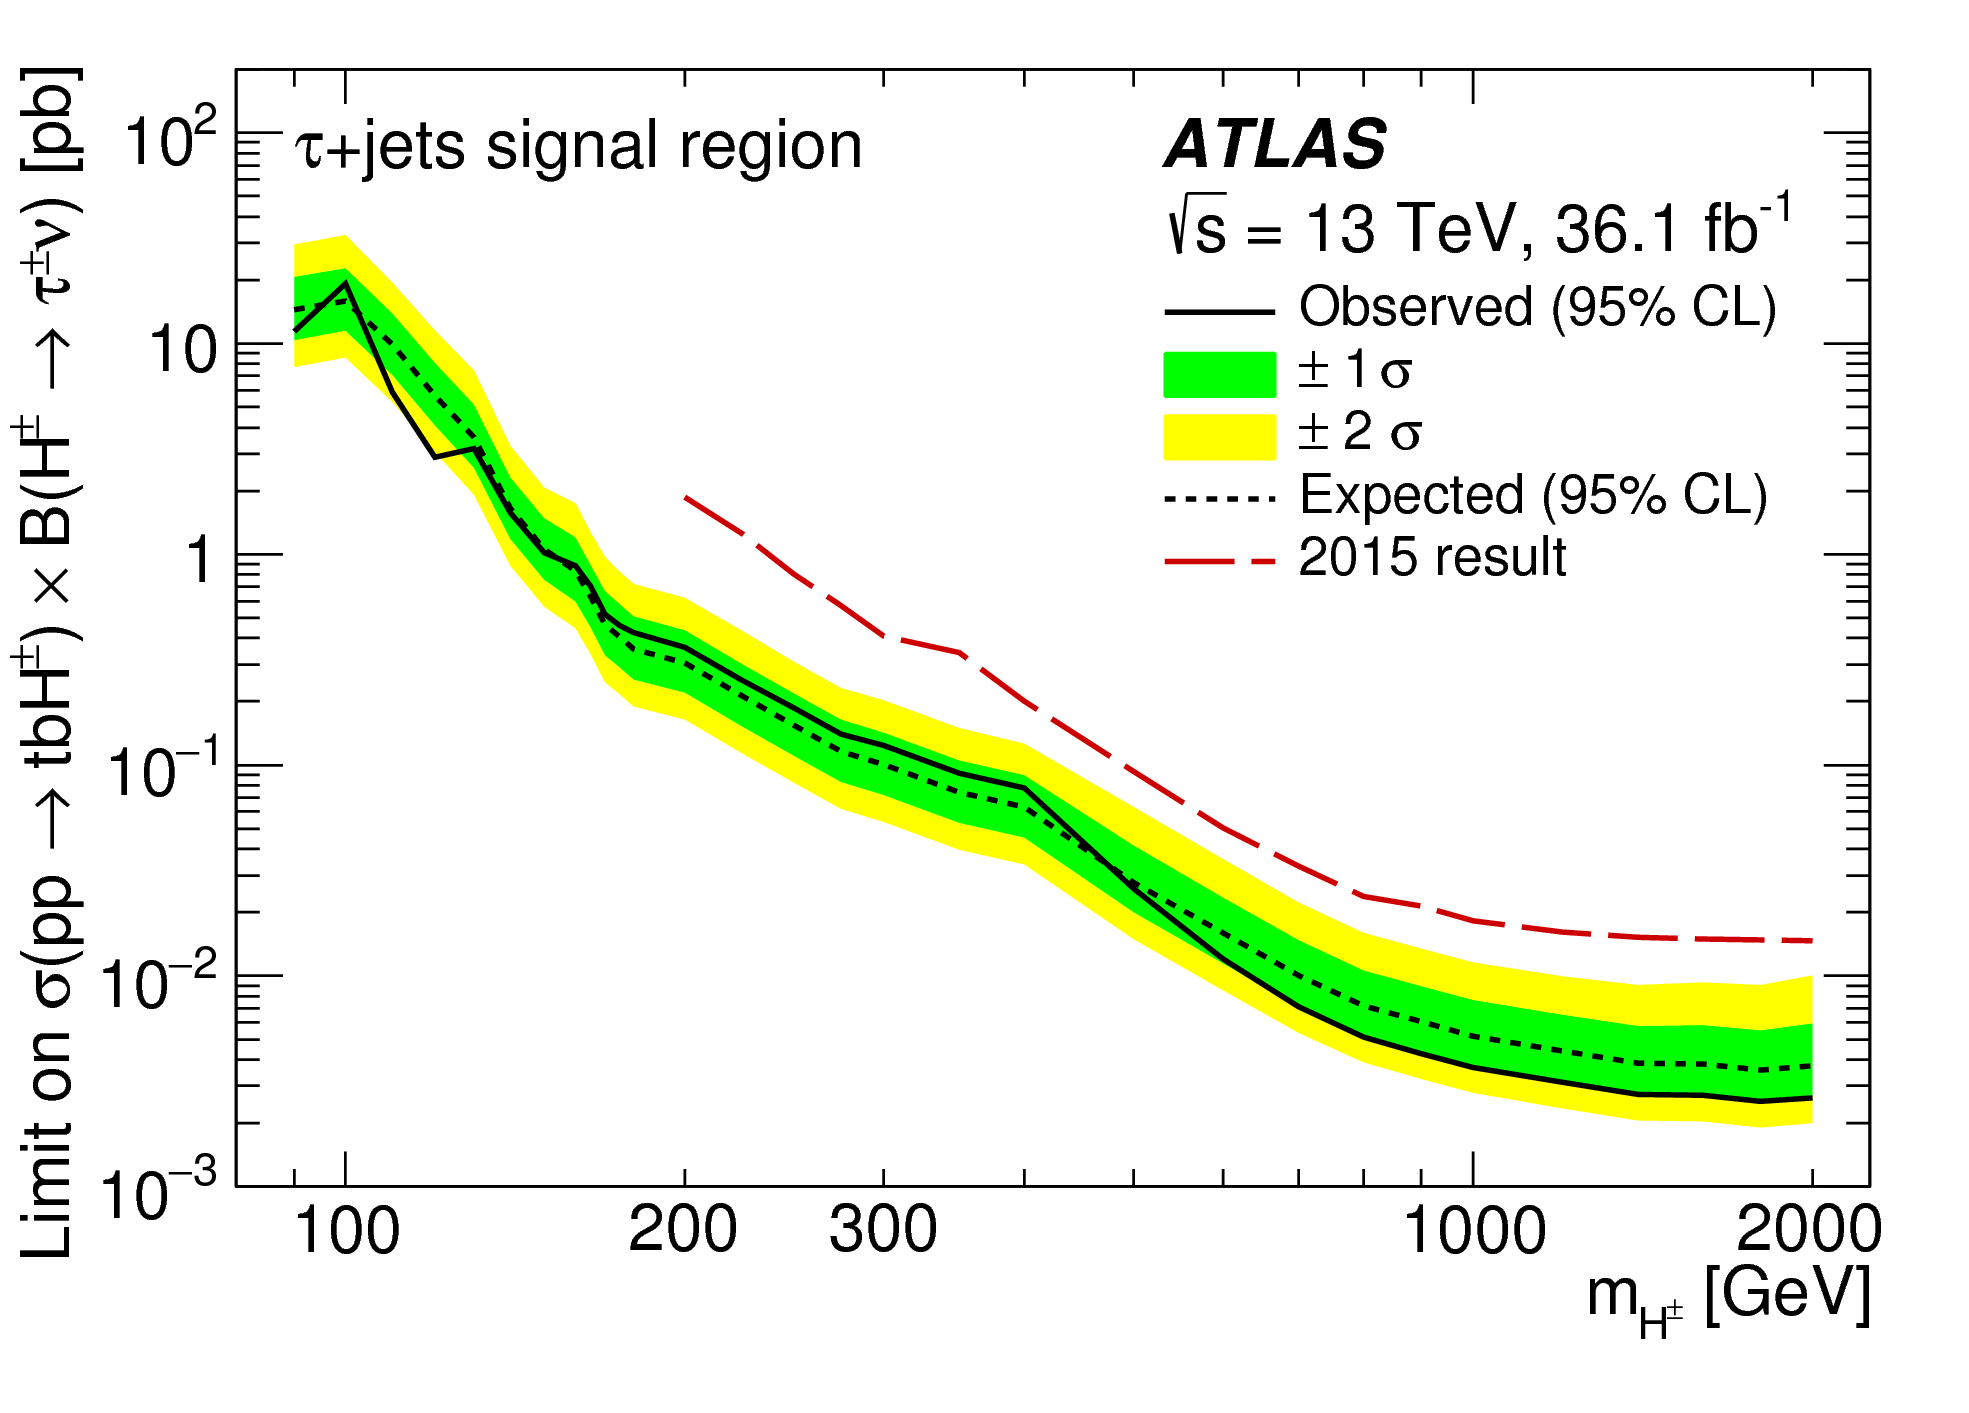 Limit on σ(pp → tbH±) × B(H± → τ±ν) [pb]
10²
10
1
10⁻¹
10⁻²
10⁻³
τ+jets signal region
ATLAS
√s = 13 TeV, 36.1 fb⁻¹
Observed (95% CL)
± 1 σ
± 2 σ
Expected (95% CL)
2015 result
100 200 300 1000 2000
m_H± [GeV]